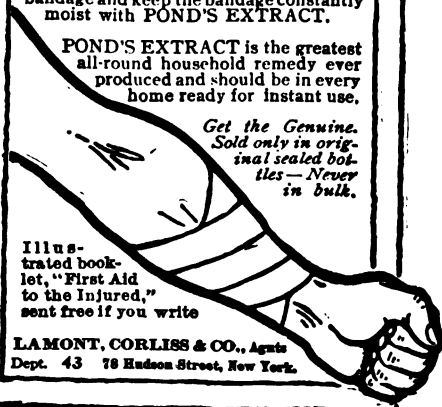 bandage and keep the bandage constantly
moist with POND'S EXTRACT.
POND'S EXTRACT is the greatest
all-round household remedy ever
produced and should be in every
home ready for instant use.
Get the Genuine.
Sold only in orig-
inal sealed bot-
tles—Never
in bulk.
Illus-
trated book-
let, "First Aid
to the Injured,"
sent free if you write
LAMONT, CORLISS & CO., Agnts
Dept. 43 78 Hudson Street, New York.